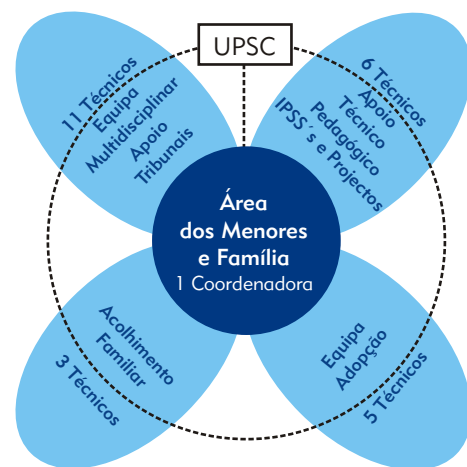 UPSC
11 Técnicos
Equipa
Multidisciplinar
Apoio
Tribunais
6 Técnicos
Apoio
Técnico
Pedagógico
IPSS´s e Projectos
Área
dos Menores
e Família
1 Coordenadora
Acolhimento
Familiar
3 Técnicos
Equipa
Adopção
5 Técnicos